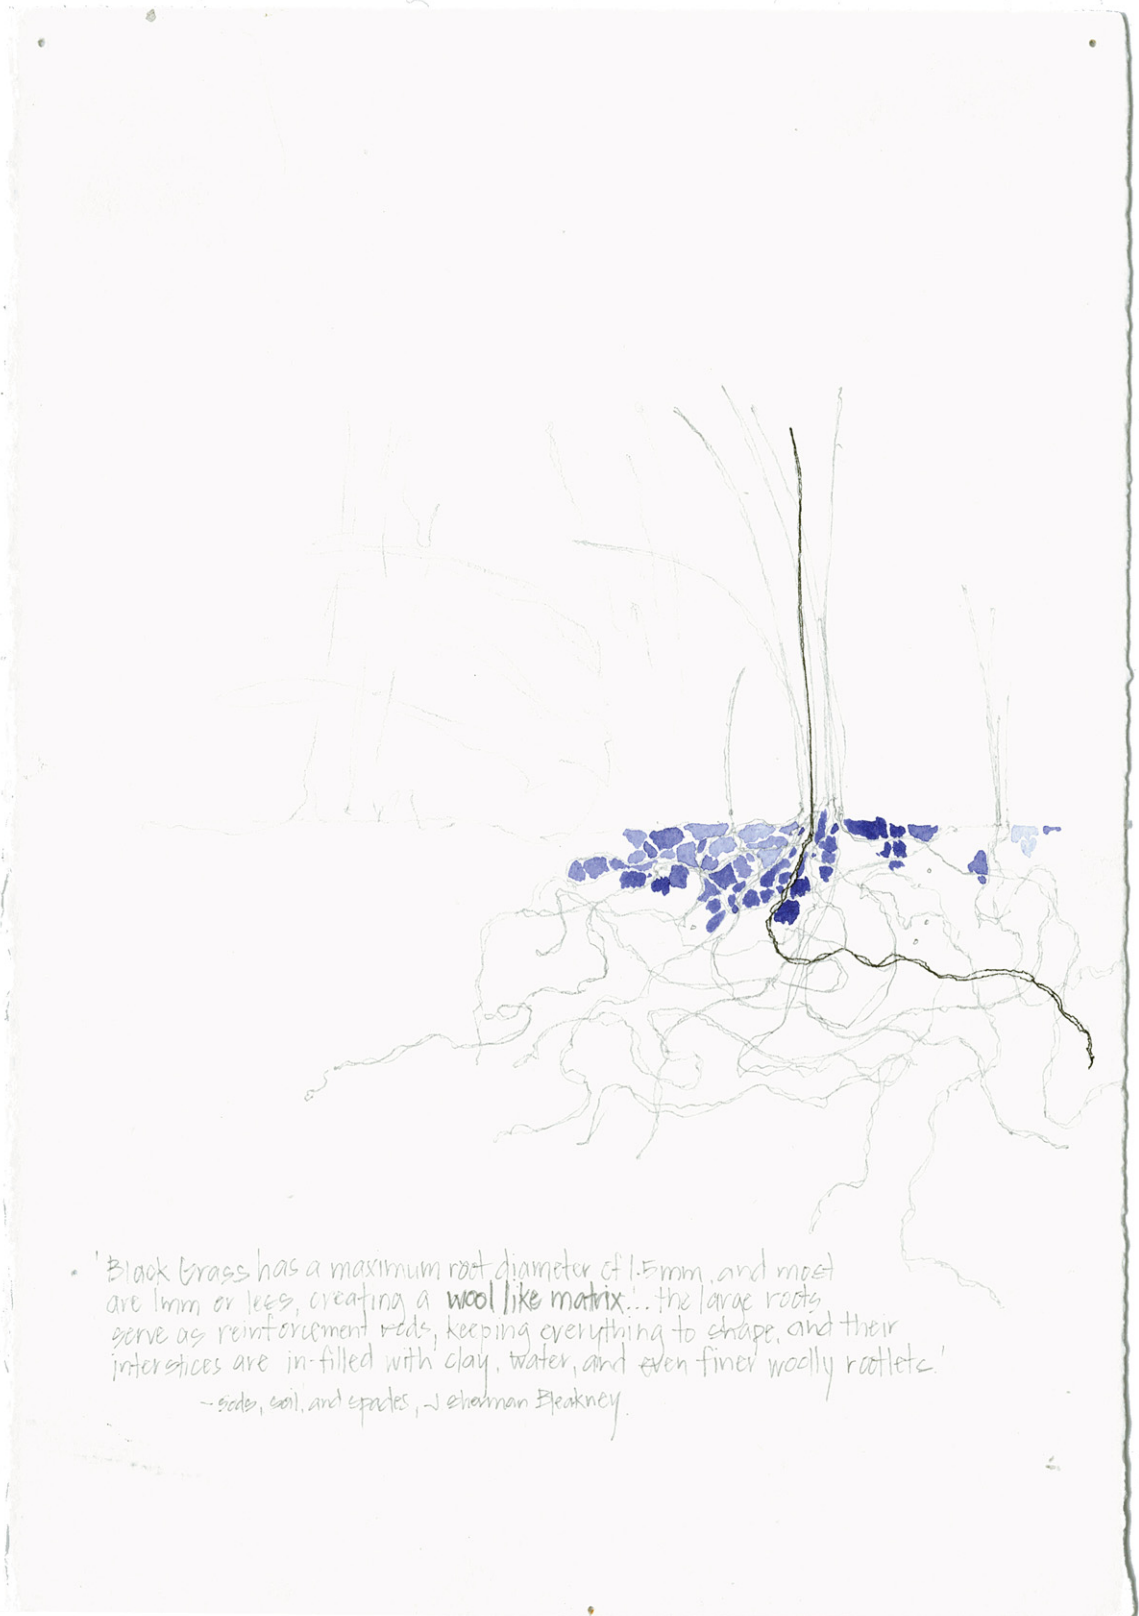 'Black Grass has a maximum root diameter of 1.5mm, and most
are 1mm or less, creating a wool like matrix'... the large roots
serve as reinforcement rods, keeping everything to shape, and their
interstices are in-filled with clay, water, and even finer woolly rootlets.'
- sods, soil, and spades, J Sherman Bleakney